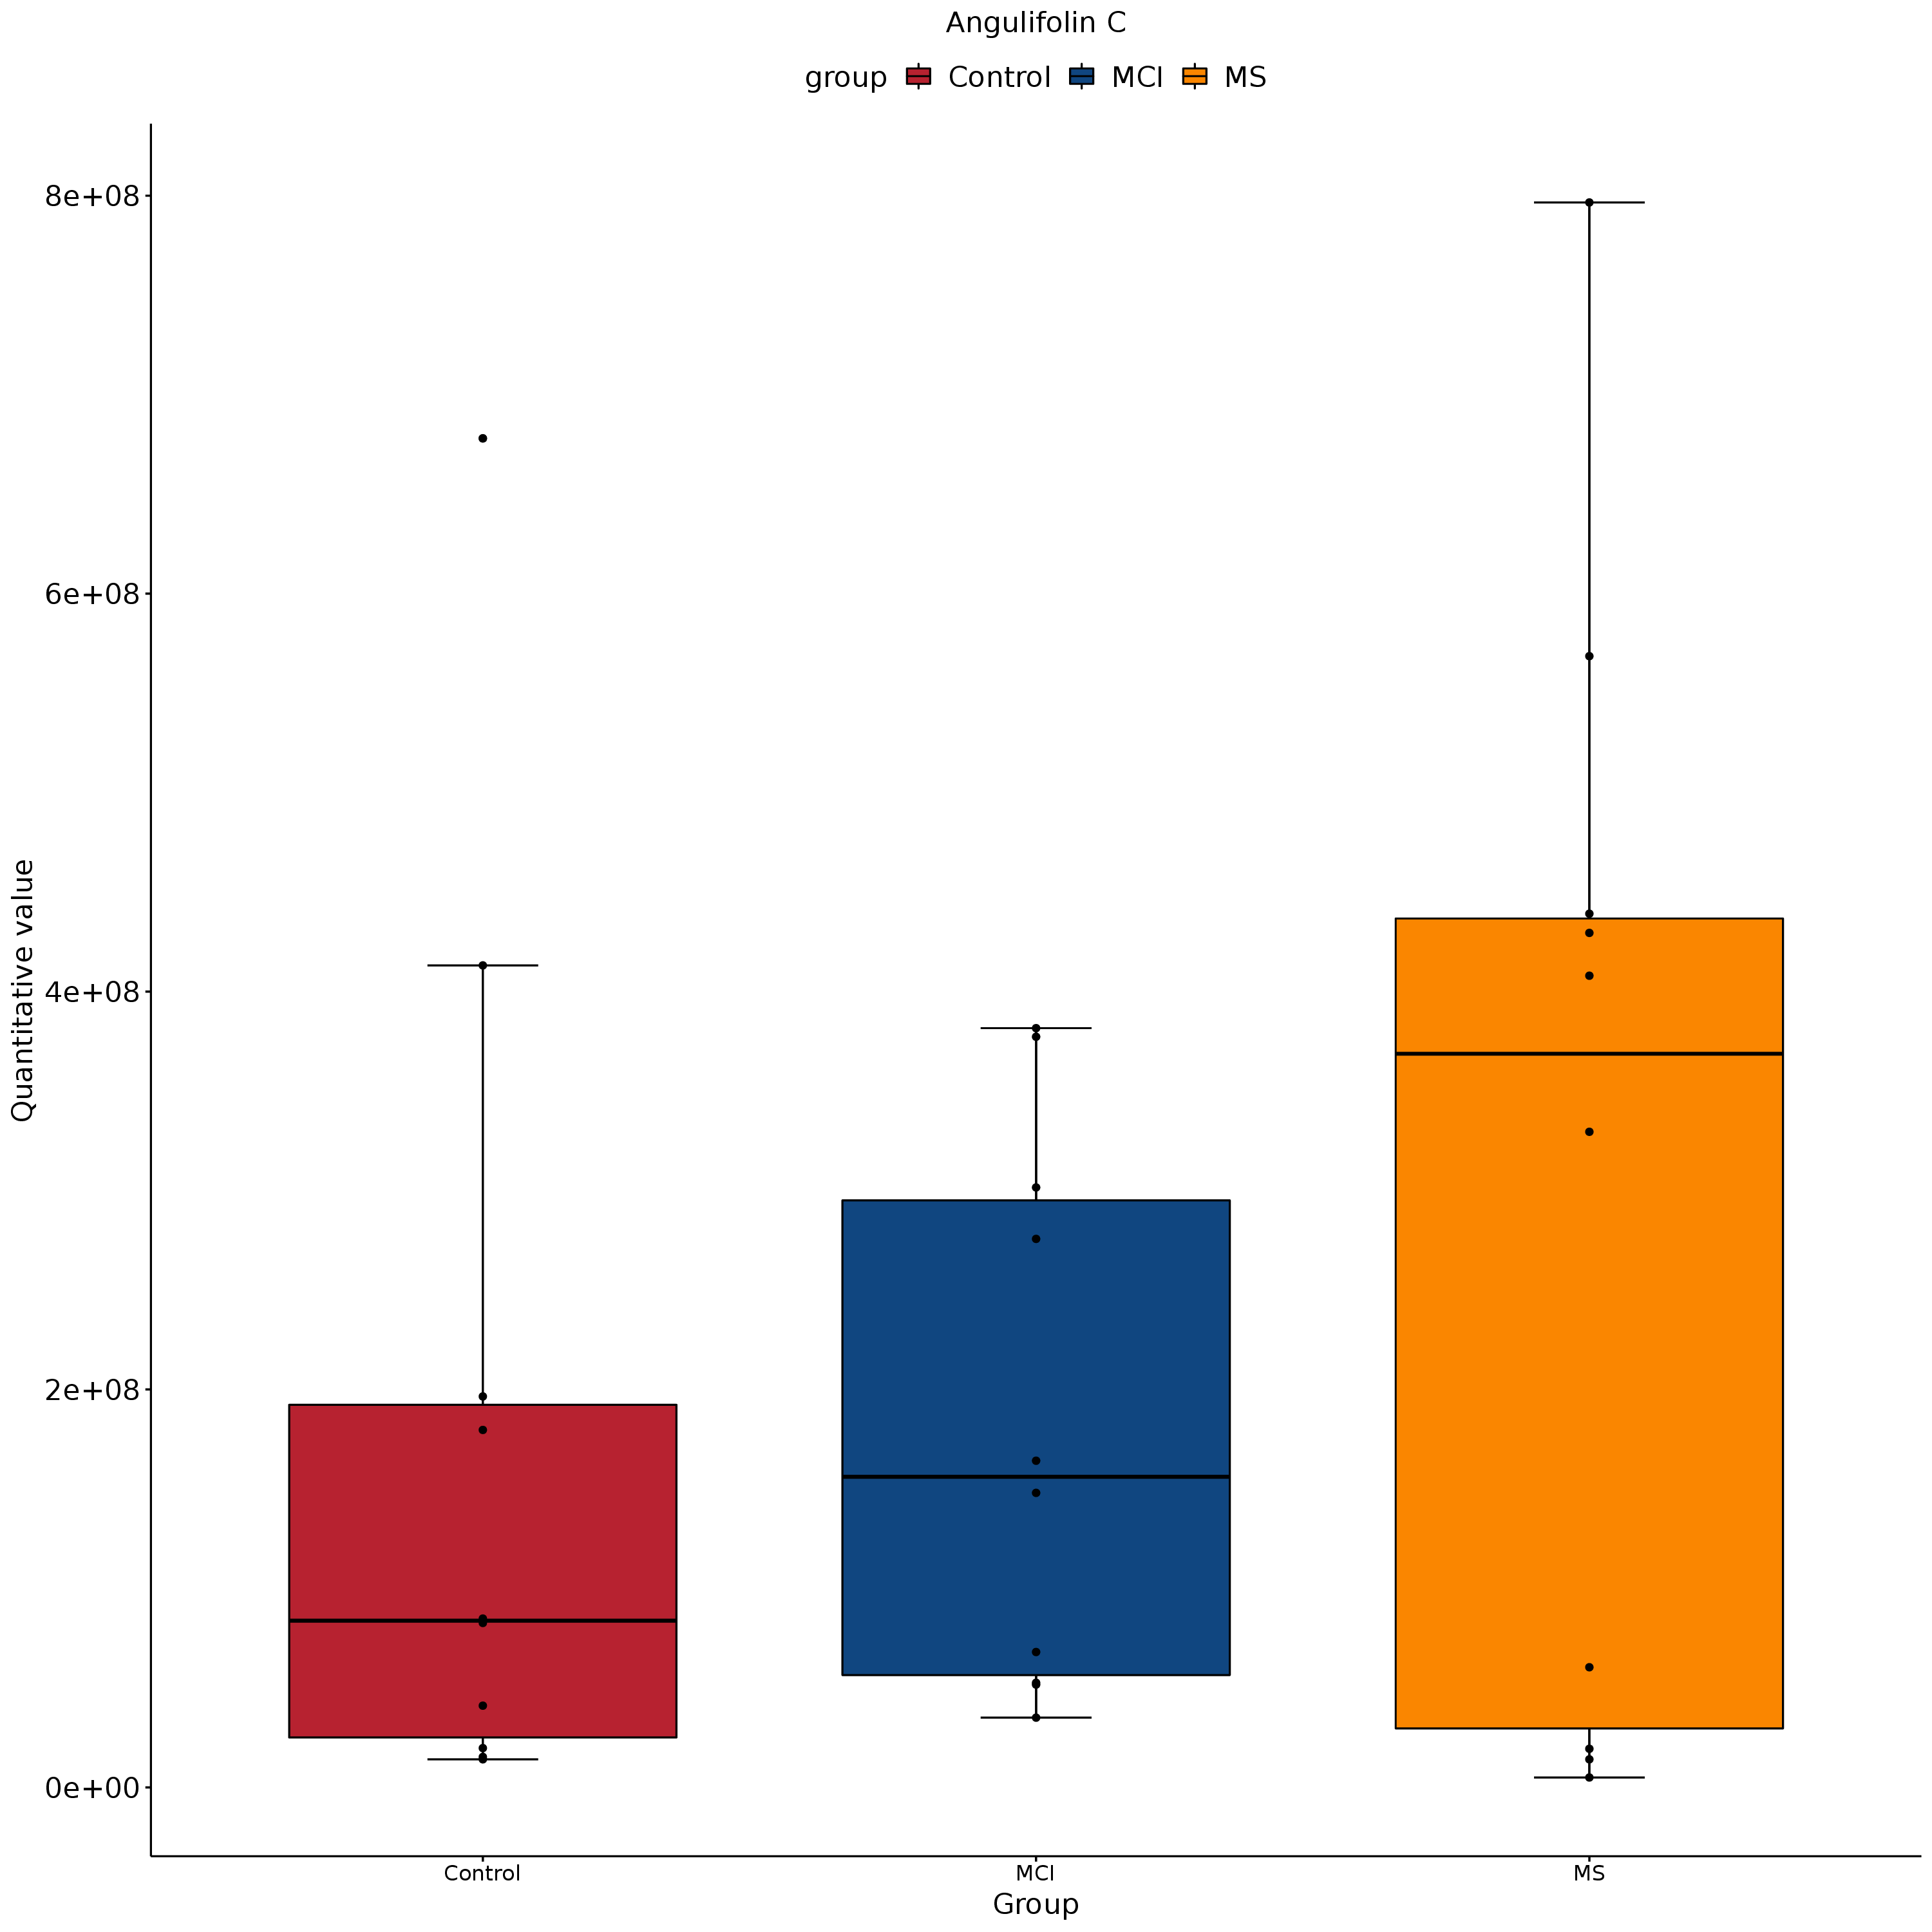 Angulifolin C
group Control MCI MS
Quantitative value
8e+08
6e+08
4e+08
2e+08
0e+00
Control MCI MS
Group